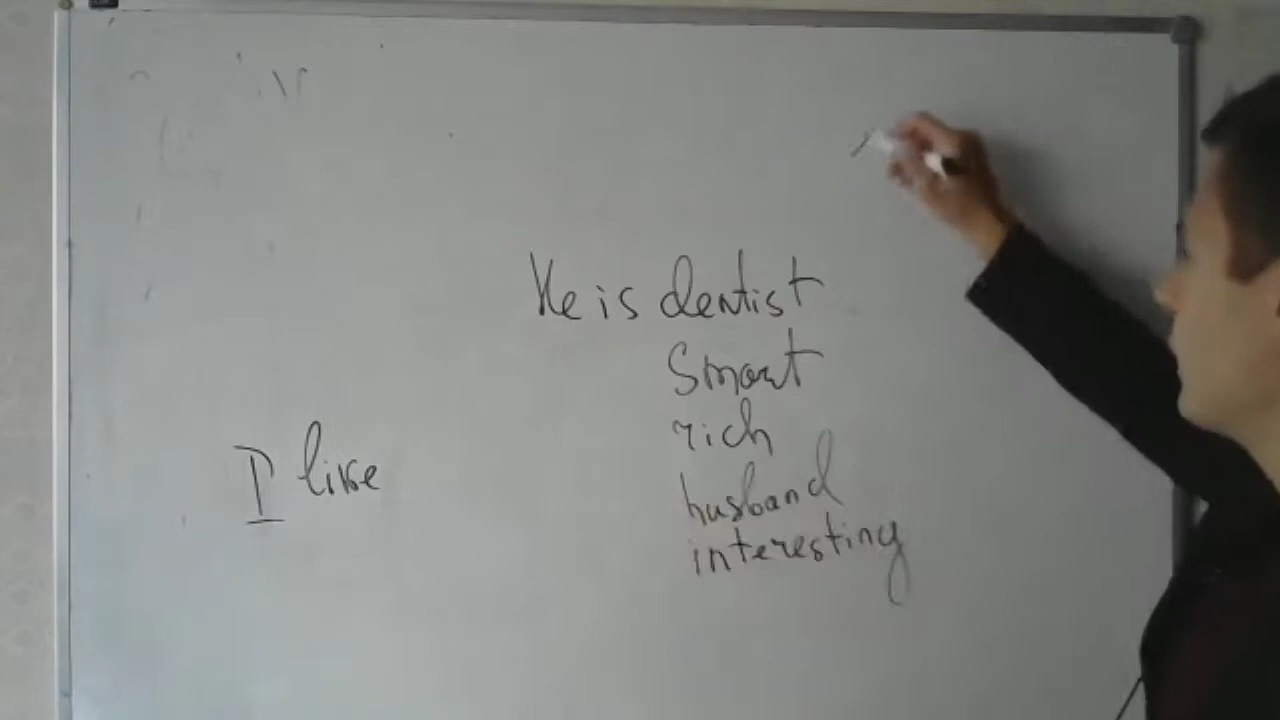 He is dentist
smart
rich
husband
interesting
I like